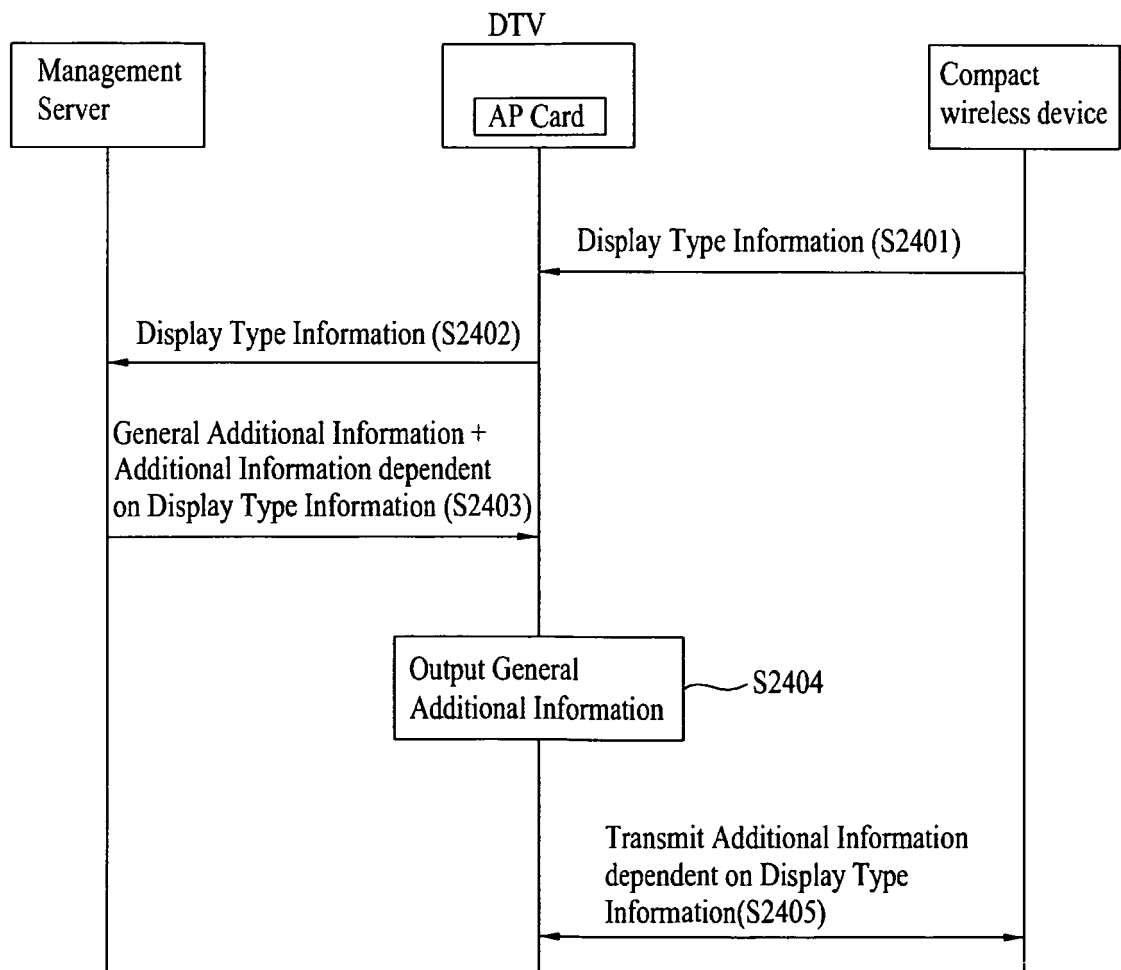 DTV
Management
Server
AP Card
Compact
wireless device
Display Type Information (S2401)
Display Type Information (S2402)
General Additional Information +
Additional Information dependent
on Display Type Information (S2403)
Output General
Additional Information
S2404
Transmit Additional Information
dependent on Display Type
Information(S2405)